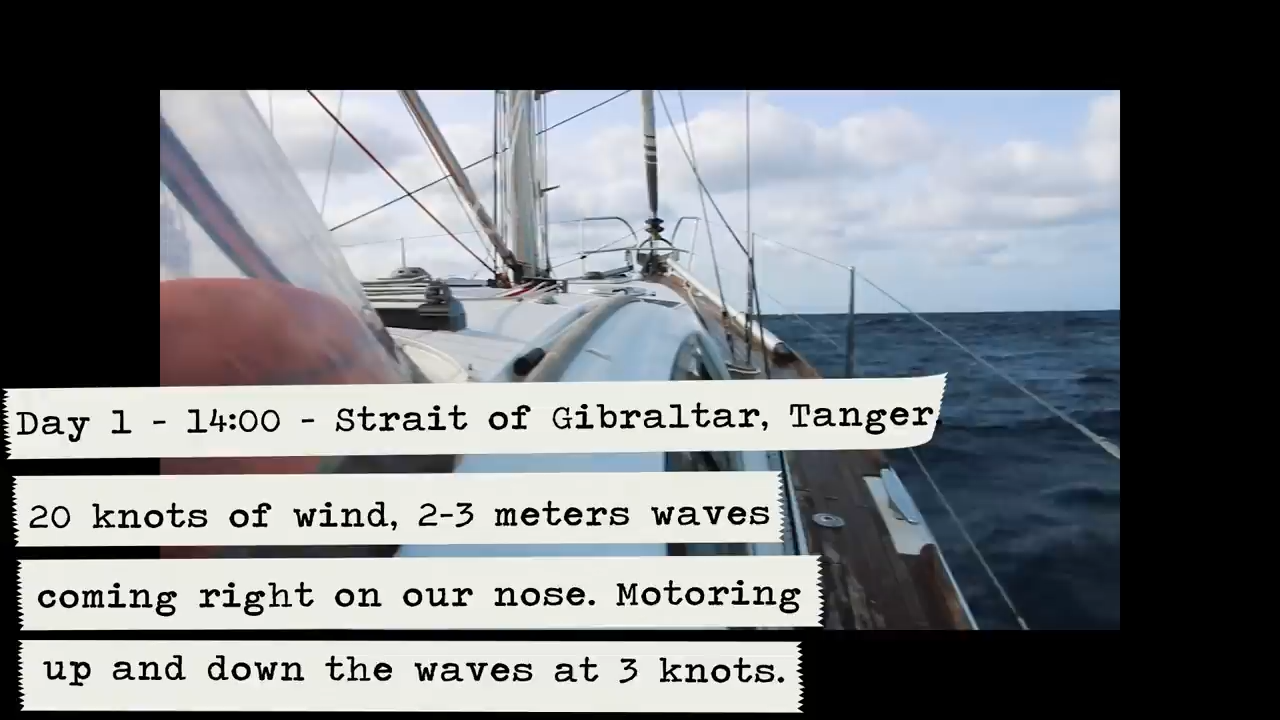 Day 1 - 14:00 - Strait of Gibraltar, Tanger.
20 knots of wind, 2-3 meters waves
coming right on our nose. Motoring
up and down the waves at 3 knots.